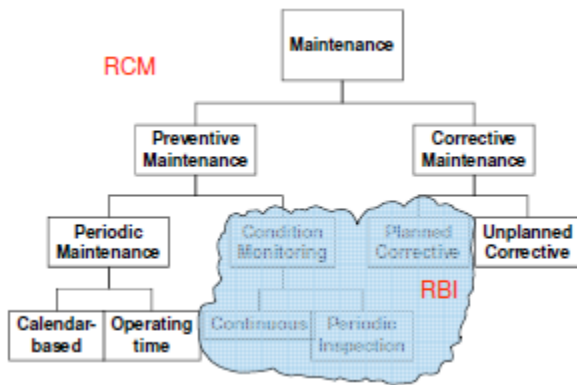 Maintenance
RCM
Preventive
Maintenance
Corrective
Maintenance
Periodic
Maintenance
Condition
Monitoring
Planned
Corrective
Unplanned
Corrective
RBI
Calendar-
based
Operating
time
Continuous
Periodic
Inspection